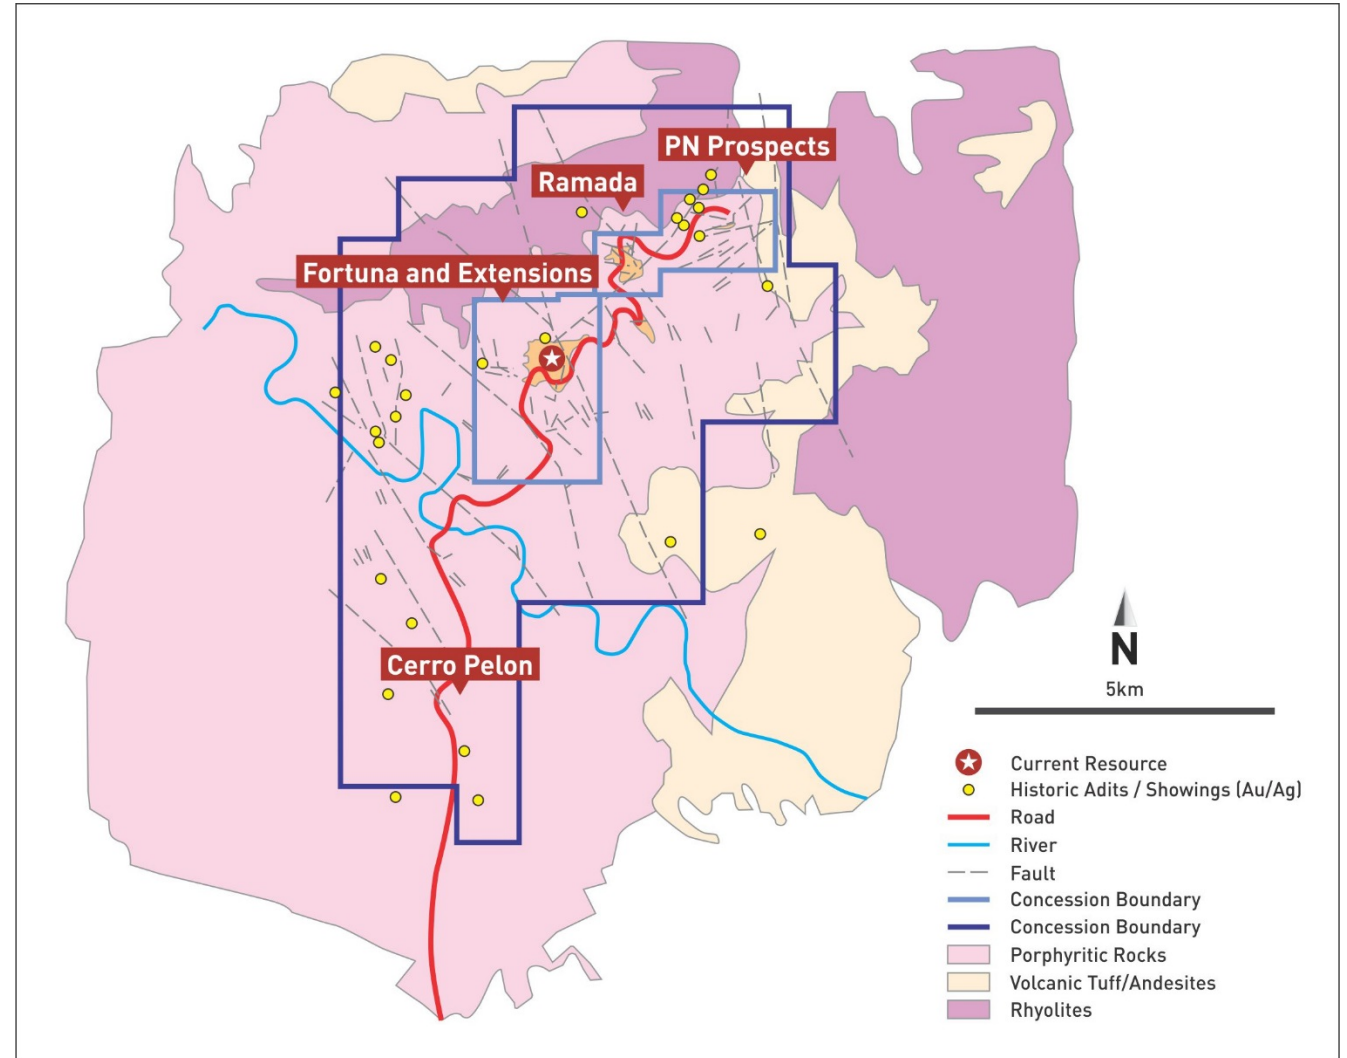 PN Prospects
Ramada
Fortuna and Extensions
Cerro Pelon
N
5km
Current Resource
Historic Adits / Showings (Au/Ag)
Road
River
Fault
Concession Boundary
Concession Boundary
Porphyritic Rocks
Volcanic Tuff/Andesites
Rhyolites